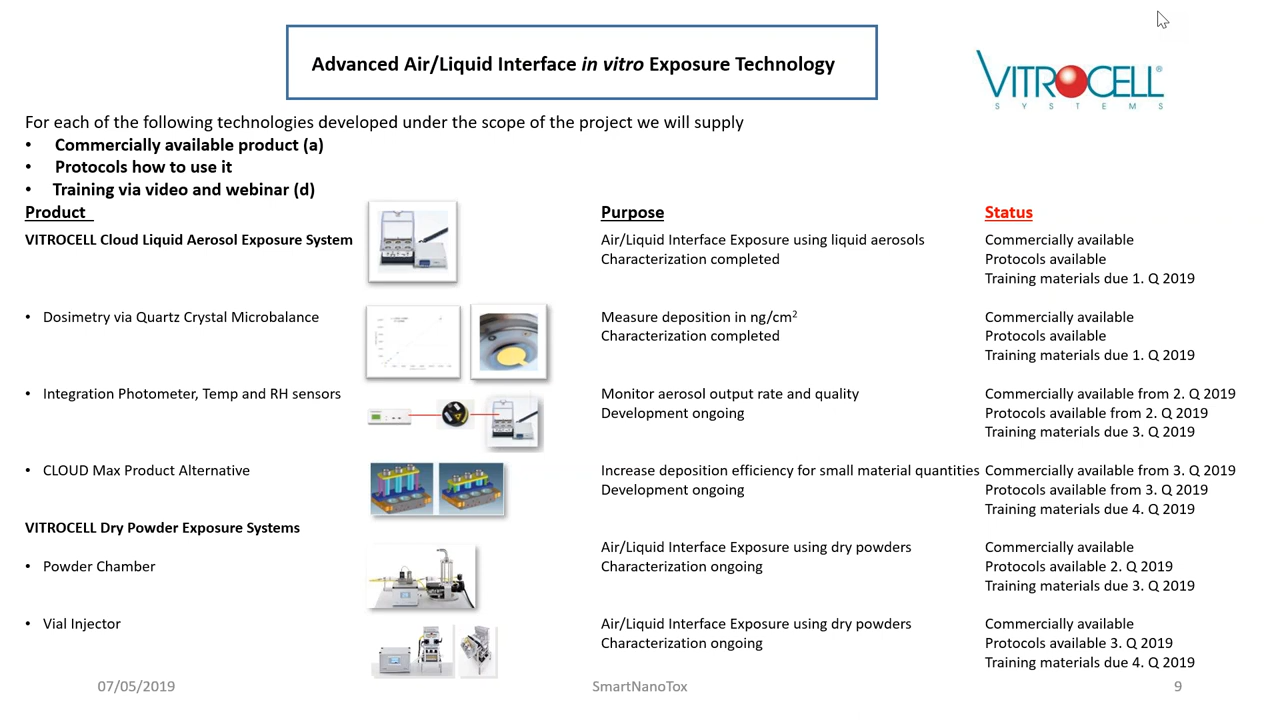 Advanced Air/Liquid Interface in vitro Exposure Technology
VITROCELL®
SYSTEMS
For each of the following technologies developed under the scope of the project we will supply
• Commercially available product (a)
• Protocols how to use it
• Training via video and webinar (d)
Product Purpose Status
VITROCELL Cloud Liquid Aerosol Exposure System Air/Liquid Interface Exposure using liquid aerosols Commercially available
Characterization completed Protocols available
Training materials due 1. Q 2019
• Dosimetry via Quartz Crystal Microbalance Measure deposition in ng/cm² Commercially available
Characterization completed Protocols available
Training materials due 1. Q 2019
• Integration Photometer, Temp and RH sensors Monitor aerosol output rate and quality Commercially available from 2. Q 2019
Development ongoing Protocols available from 2. Q 2019
Training materials due 3. Q 2019
• CLOUD Max Product Alternative Increase deposition efficiency for small material quantities Commercially available from 3. Q 2019
Development ongoing Protocols available from 3. Q 2019
Training materials due 4. Q 2019
VITROCELL Dry Powder Exposure Systems
Air/Liquid Interface Exposure using dry powders Commercially available
• Powder Chamber Characterization ongoing Protocols available 2. Q 2019
Training materials due 3. Q 2019
• Vial Injector Air/Liquid Interface Exposure using dry powders Commercially available
Characterization ongoing Protocols available 3. Q 2019
Training materials due 4. Q 2019
07/05/2019 SmartNanoTox 9